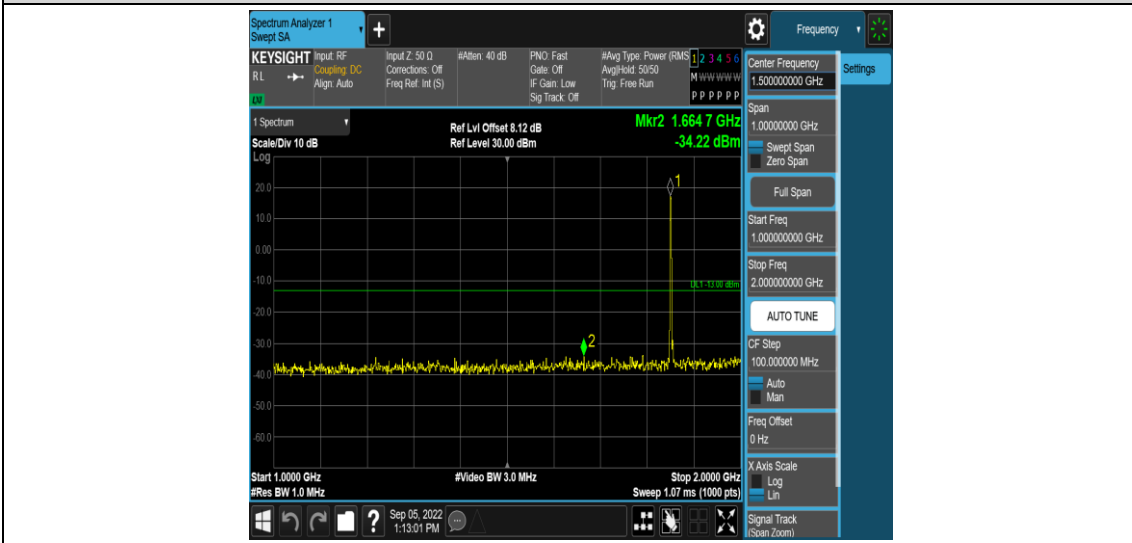 Spectrum Analyzer 1
Swept SA
+
Frequency
KEYSIGHT
RL
Input: RF
Coupling: DC
Align: Auto
Input Z: 50 Ω
Corrections: Off
Freq Ref: Int (S)
#Atten: 40 dB
PNO: Fast
Gate: Off
IF Gain: Low
Sig Track: Off
#Avg Type: Power (RMS
Avg|Hold: 50/50
Trig: Free Run
1 2 3 4 5 6
M W W W W W
P P P P P P
1 Spectrum
Scale/Div 10 dB
Log
Ref Lvl Offset 8.12 dB
Ref Level 30.00 dBm
Mkr2 1.664 7 GHz
-34.22 dBm
20.0
10.0
0.00
-10.0
-20.0
-30.0
-40.0
-50.0
-60.0
1
2
DL1 -13.00 dBm
Start 1.0000 GHz
#Res BW 1.0 MHz
#Video BW 3.0 MHz
Stop 2.0000 GHz
Sweep 1.07 ms (1000 pts)
?
Sep 05, 2022
1:13:01 PM
Center Frequency
1.500000000 GHz
Settings
Span
1.00000000 GHz
Swept Span
Zero Span
Full Span
Start Freq
1.000000000 GHz
Stop Freq
2.000000000 GHz
AUTO TUNE
CF Step
100.000000 MHz
Auto
Man
Freq Offset
0 Hz
X Axis Scale
Log
Lin
Signal Track
(Span Zoom)